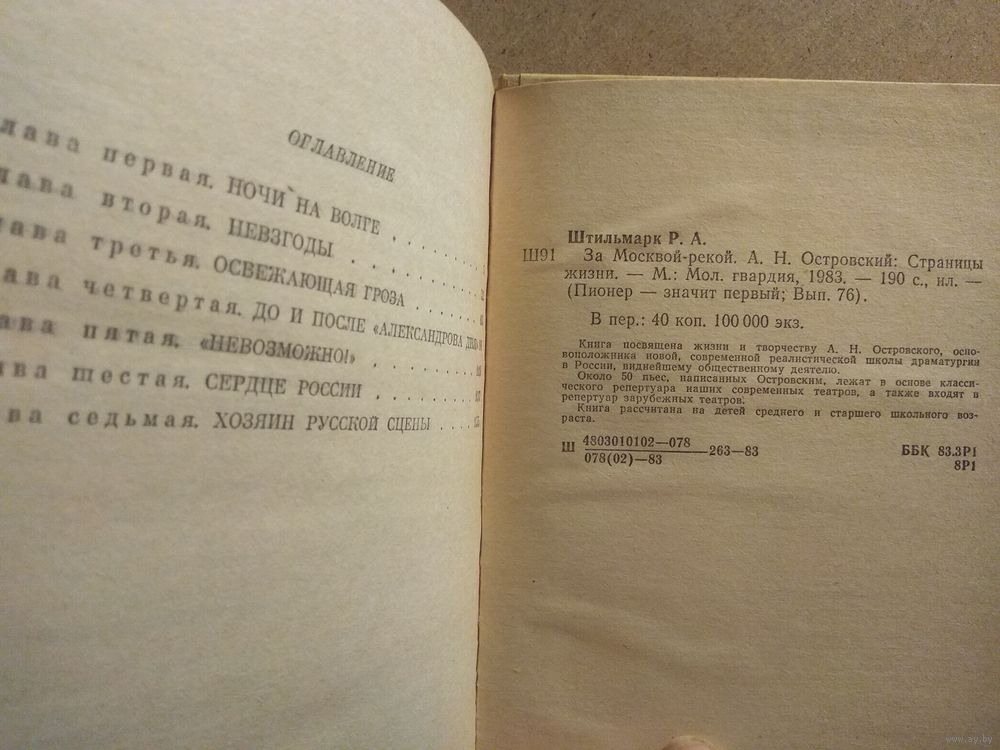 ОГЛАВЛЕНИЕ
лава первая. НОЧИ НА ВОЛГЕ . . . . . .
лава вторая. НЕВЗГОДЫ . . . . . . . .
лава третья. ОСВЕЖАЮЩАЯ ГРОЗА . . . .
ава четвертая. ДО И ПОСЛЕ «АЛЕКСАНДРОВА
ава пятая. «НЕВОЗМОЖНО!» . . . . . .
ва шестая. СЕРДЦЕ РОССИИ . . . . . .
ва седьмая. ХОЗЯИН РУССКОЙ СЦЕНЫ . . . .
Штильмарк Р. А.
Ш91 За Москвой-рекой. А. Н. Островский: Страницы
жизни. — М.: Мол. гвардия, 1983. — 190 с., ил. —
(Пионер — значит первый; Вып. 76).
В пер.: 40 коп. 100 000 экз.
Книга посвящена жизни и творчеству А. Н. Островского, осно-
воположника новой, современной реалистической школы драматургии
в России, виднейшему общественному деятелю.
Около 50 пьес, написанных Островским, лежат в основе класси-
ческого репертуара наших современных театров, а также входят в
репертуар зарубежных театров.
Книга рассчитана на детей среднего и старшего школьного воз-
раста.
Ш 4803010102—078
078(02)—83 —263—83
ББК 83.3Р1
8Р1
www.ay.by